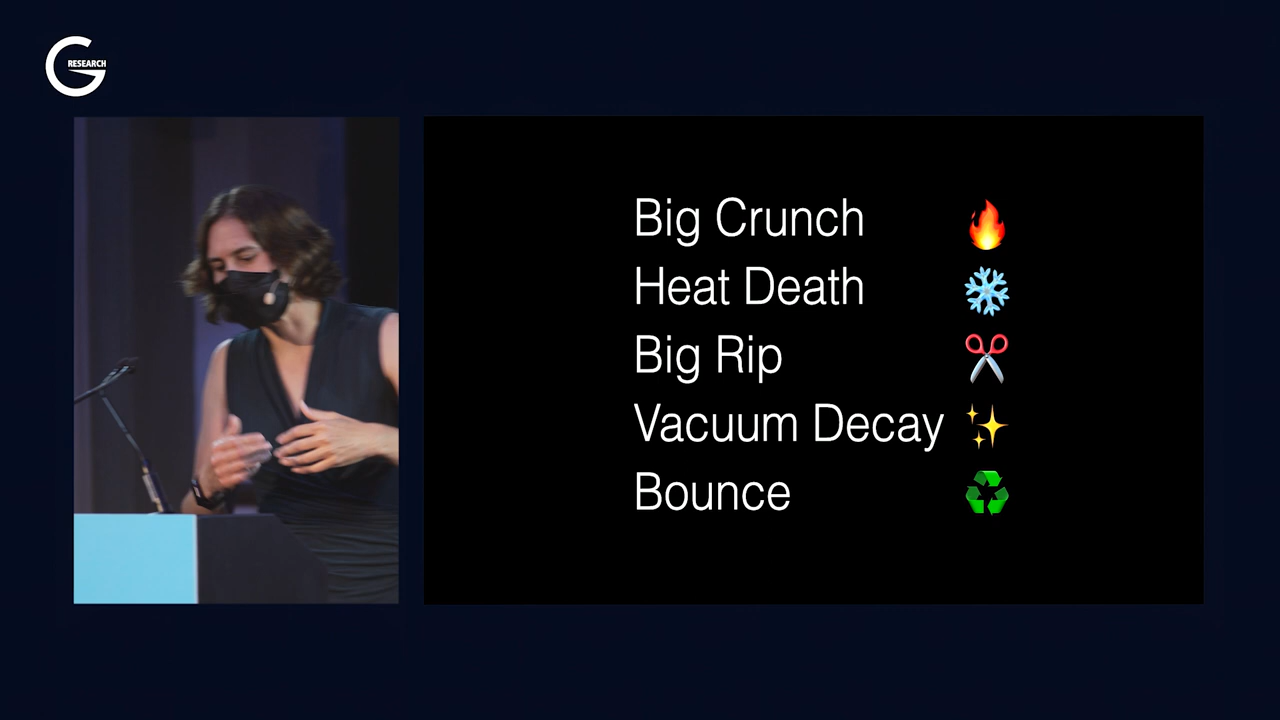 G RESEARCH
Big Crunch 🔥
Heat Death ❄️
Big Rip ✂️
Vacuum Decay ✨
Bounce ♻️